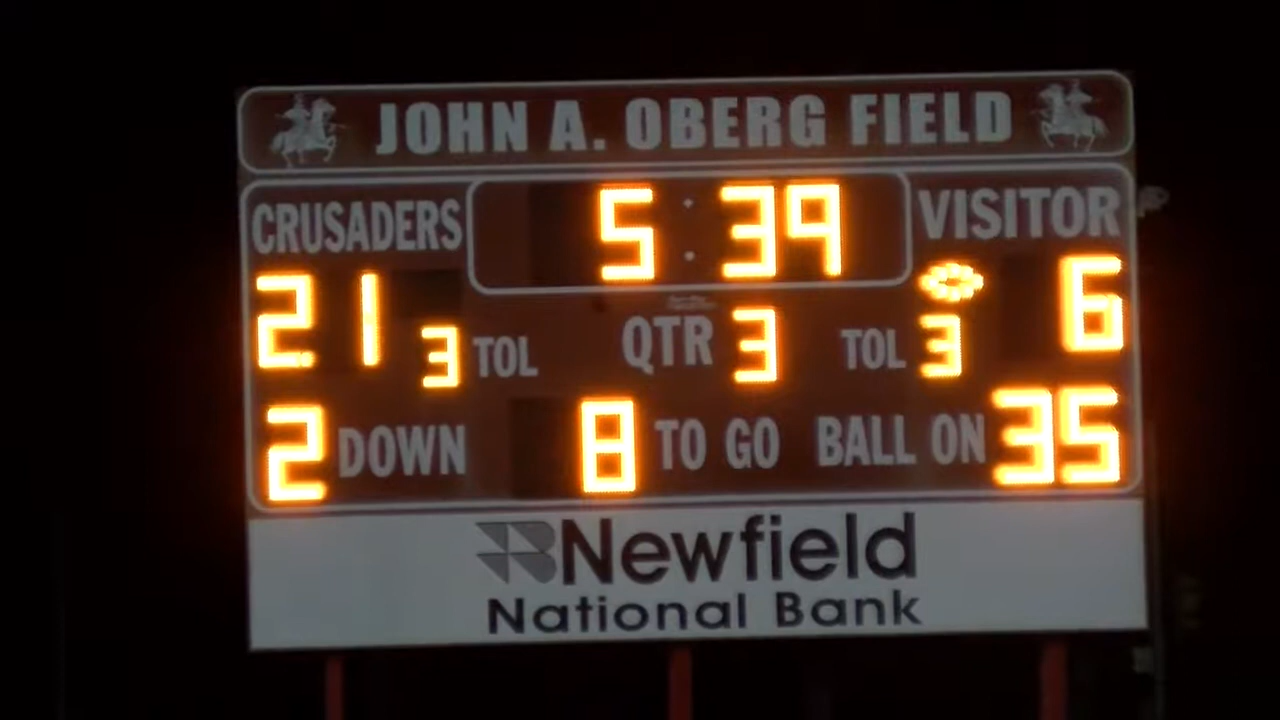 JOHN A. OBERG FIELD
CRUSADERS 5:39 VISITOR
21 3 TOL QTR 3 TOL 3 6
2 DOWN 8 TO GO BALL ON 35
Newfield
National Bank